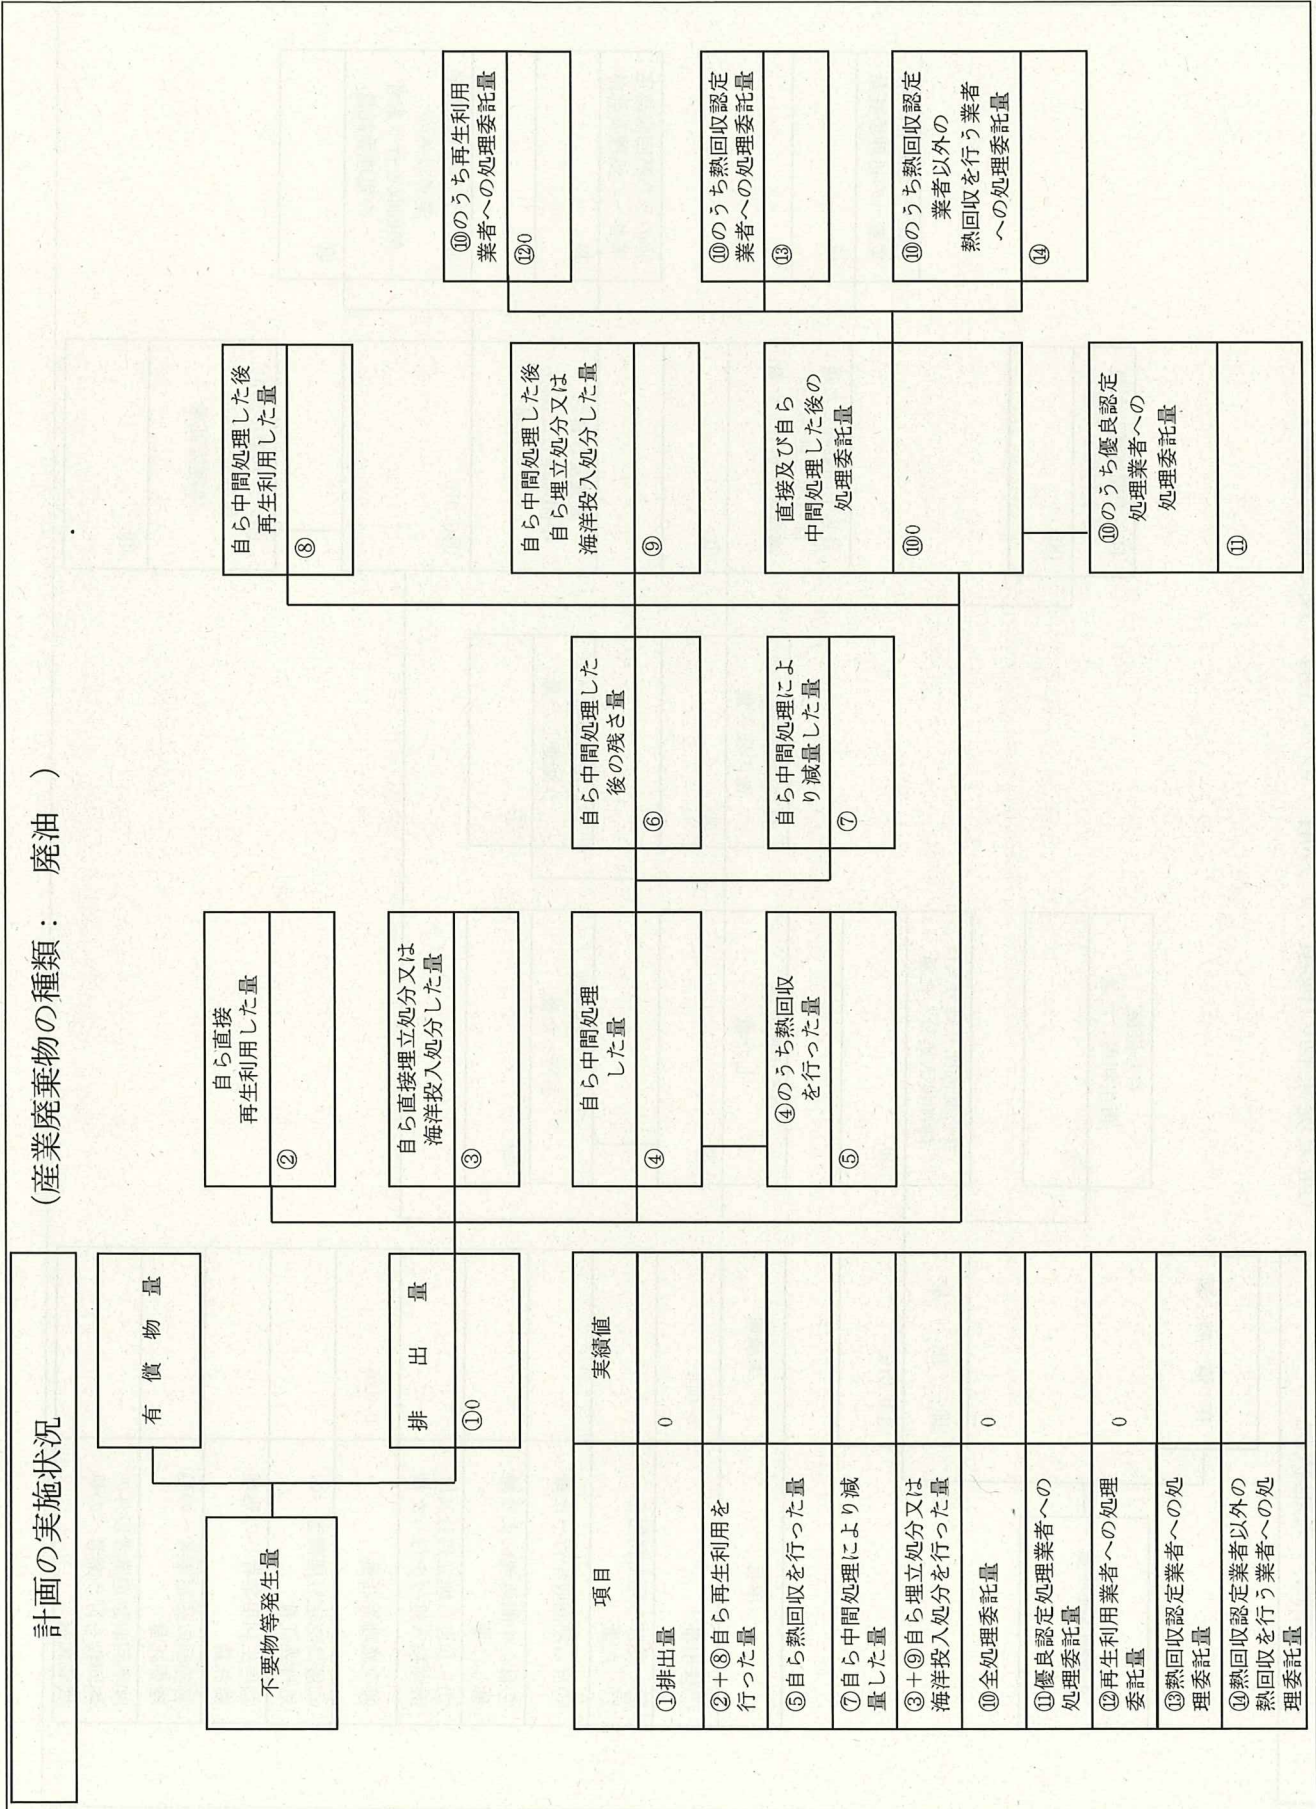 計画の実施状況
(産業廃棄物の種類： 廃油 )
不要物等発生量
有償物量
排出量
①0
自ら直接
再生利用した量
②
自ら直接埋立処分又は
海洋投入処分した量
③
自ら中間処理
した量
④
④のうち熱回収
を行った量
⑤
自ら中間処理した
後の残さ量
⑥
自ら中間処理によ
り減量した量
⑦
自ら中間処理した後
再生利用した量
⑧
自ら中間処理した後
自ら埋立処分又は
海洋投入処分した量
⑨
直接及び自ら
中間処理した後の
処理委託量
⑩0
⑩のうち優良認定
処理業者への
処理委託量
⑪
⑩のうち再生利用
業者への処理委託量
⑫0
⑩のうち熱回収認定
業者への処理委託量
⑬
⑩のうち熱回収認定
業者以外の
熱回収を行う業者
への処理委託量
⑭
項目 実績値
①排出量 0
②+⑧自ら再生利用を
行った量
⑤自ら熱回収を行った量
⑦自ら中間処理により減
量した量
③+⑨自ら埋立処分又は
海洋投入処分を行った量
⑩全処理委託量 0
⑪優良認定処理業者への
処理委託量
⑫再生利用業者への処理
委託量 0
⑬熱回収認定業者への処
理委託量
⑭熱回収認定業者以外の
熱回収を行う業者への処
理委託量